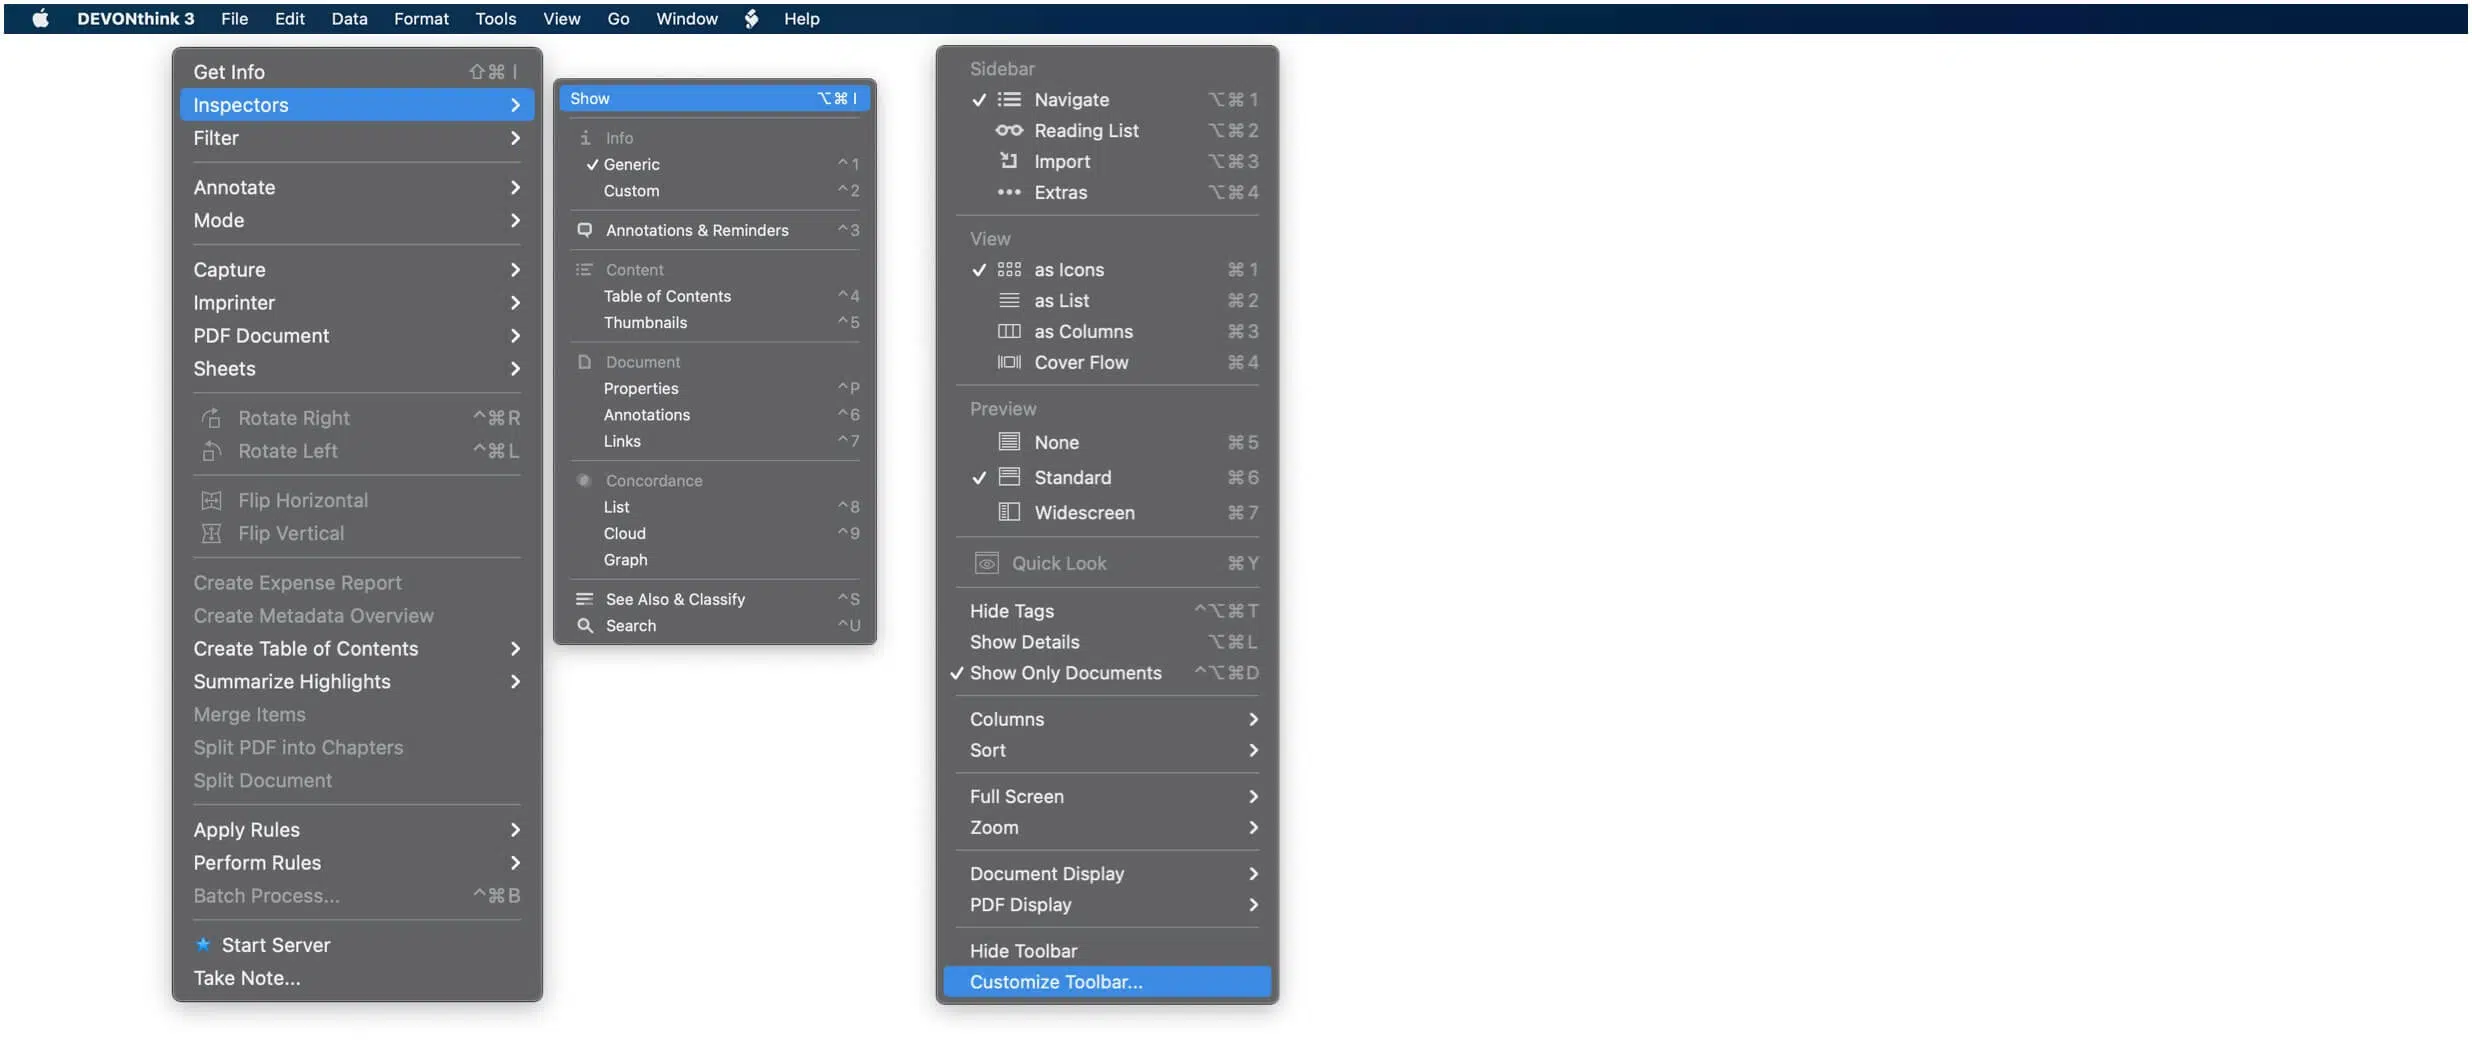 DEVONthink 3 File Edit Data Format Tools View Go Window Help
Get Info ⇧⌘ I
Inspectors
Filter
Annotate
Mode
Capture
Imprinter
PDF Document
Sheets
Rotate Right ^⌘R
Rotate Left ^⌘L
Flip Horizontal
Flip Vertical
Create Expense Report
Create Metadata Overview
Create Table of Contents
Summarize Highlights
Merge Items
Split PDF into Chapters
Split Document
Apply Rules
Perform Rules
Batch Process... ^⌘B
Start Server
Take Note...
Show ⌥⌘ I
Info
Generic ^1
Custom ^2
Annotations & Reminders ^3
Content
Table of Contents ^4
Thumbnails ^5
Document
Properties ^P
Annotations ^6
Links ^7
Concordance
List ^8
Cloud ^9
Graph
See Also & Classify ^S
Search ^U
Sidebar
Navigate ⌥⌘1
Reading List ⌥⌘2
Import ⌥⌘3
Extras ⌥⌘4
View
as Icons ⌘1
as List ⌘2
as Columns ⌘3
Cover Flow ⌘4
Preview
None ⌘5
Standard ⌘6
Widescreen ⌘7
Quick Look ⌘Y
Hide Tags ^⌥⌘T
Show Details ⌥⌘L
Show Only Documents ^⌥⌘D
Columns
Sort
Full Screen
Zoom
Document Display
PDF Display
Hide Toolbar
Customize Toolbar...